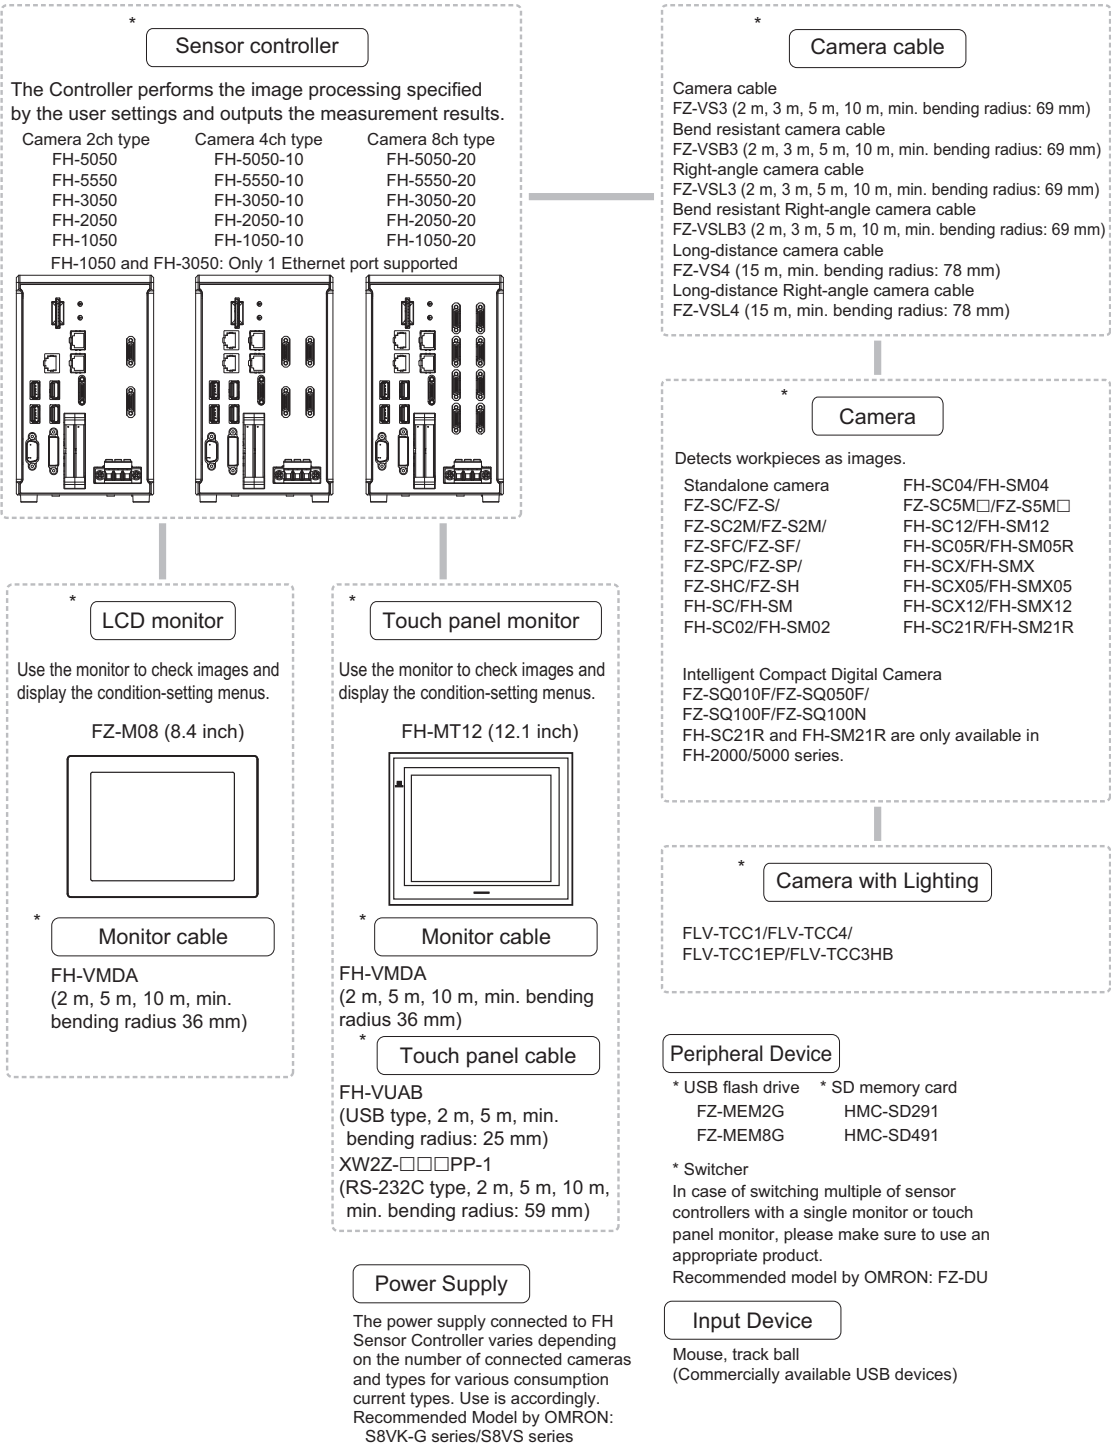 *
Sensor controller
The Controller performs the image processing specified
by the user settings and outputs the measurement results.
Camera 2ch type Camera 4ch type Camera 8ch type
FH-5050 FH-5050-10 FH-5050-20
FH-5550 FH-5550-10 FH-5550-20
FH-3050 FH-3050-10 FH-3050-20
FH-2050 FH-2050-10 FH-2050-20
FH-1050 FH-1050-10 FH-1050-20
FH-1050 and FH-3050: Only 1 Ethernet port supported
*
LCD monitor
Use the monitor to check images and
display the condition-setting menus.
FZ-M08 (8.4 inch)
*
Monitor cable
FH-VMDA
(2 m, 5 m, 10 m, min.
bending radius 36 mm)
*
Touch panel monitor
Use the monitor to check images and
display the condition-setting menus.
FH-MT12 (12.1 inch)
*
Monitor cable
FH-VMDA
(2 m, 5 m, 10 m, min. bending
radius 36 mm)
*
Touch panel cable
FH-VUAB
(USB type, 2 m, 5 m, min.
bending radius: 25 mm)
XW2Z-□□□PP-1
(RS-232C type, 2 m, 5 m, 10 m,
min. bending radius: 59 mm)
Power Supply
The power supply connected to FH
Sensor Controller varies depending
on the number of connected cameras
and types for various consumption
current types. Use is accordingly.
Recommended Model by OMRON:
S8VK-G series/S8VS series
*
Camera cable
Camera cable
FZ-VS3 (2 m, 3 m, 5 m, 10 m, min. bending radius: 69 mm)
Bend resistant camera cable
FZ-VSB3 (2 m, 3 m, 5 m, 10 m, min. bending radius: 69 mm)
Right-angle camera cable
FZ-VSL3 (2 m, 3 m, 5 m, 10 m, min. bending radius: 69 mm)
Bend resistant Right-angle camera cable
FZ-VSLB3 (2 m, 3 m, 5 m, 10 m, min. bending radius: 69 mm)
Long-distance camera cable
FZ-VS4 (15 m, min. bending radius: 78 mm)
Long-distance Right-angle camera cable
FZ-VSL4 (15 m, min. bending radius: 78 mm)
*
Camera
Detects workpieces as images.
Standalone camera FH-SC04/FH-SM04
FZ-SC/FZ-S/ FZ-SC5M□/FZ-S5M□
FZ-SC2M/FZ-S2M/ FH-SC12/FH-SM12
FZ-SFC/FZ-SF/ FH-SC05R/FH-SM05R
FZ-SPC/FZ-SP/ FH-SCX/FH-SMX
FZ-SHC/FZ-SH FH-SCX05/FH-SMX05
FH-SC/FH-SM FH-SCX12/FH-SMX12
FH-SC02/FH-SM02 FH-SC21R/FH-SM21R
Intelligent Compact Digital Camera
FZ-SQ010F/FZ-SQ050F/
FZ-SQ100F/FZ-SQ100N
FH-SC21R and FH-SM21R are only available in
FH-2000/5000 series.
*
Camera with Lighting
FLV-TCC1/FLV-TCC4/
FLV-TCC1EP/FLV-TCC3HB
Peripheral Device
* USB flash drive * SD memory card
FZ-MEM2G HMC-SD291
FZ-MEM8G HMC-SD491
* Switcher
In case of switching multiple of sensor
controllers with a single monitor or touch
panel monitor, please make sure to use an
appropriate product.
Recommended model by OMRON: FZ-DU
Input Device
Mouse, track ball
(Commercially available USB devices)